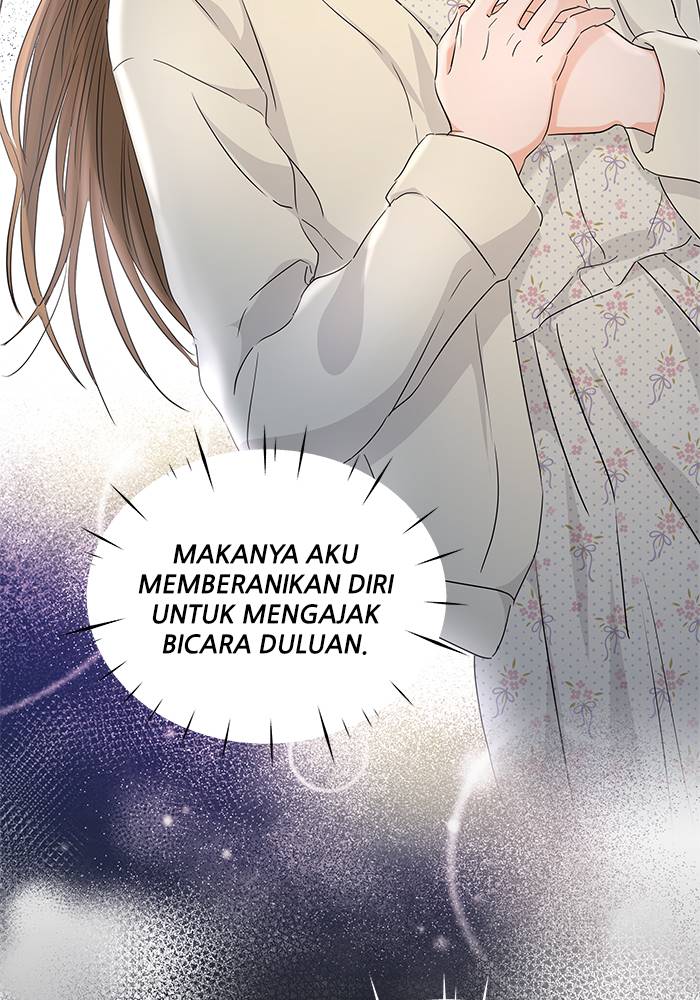 MAKANYA AKU
MEMBERANIKAN DIRI
UNTUK MENGAJAK
BICARA DULUAN.